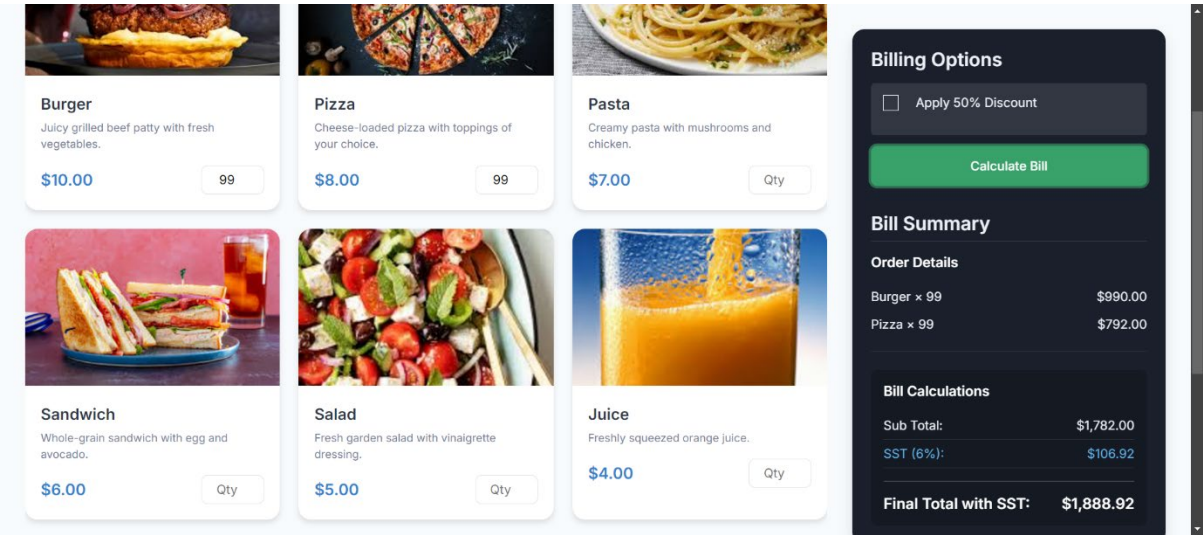 Burger
Juicy grilled beef patty with fresh
vegetables.
$10.00
99
Pizza
Cheese-loaded pizza with toppings of
your choice.
$8.00
99
Pasta
Creamy pasta with mushrooms and
chicken.
$7.00
Qty
Sandwich
Whole-grain sandwich with egg and
avocado.
$6.00
Qty
Salad
Fresh garden salad with vinaigrette
dressing.
$5.00
Qty
Juice
Freshly squeezed orange juice.
$4.00
Qty
Billing Options
Apply 50% Discount
Calculate Bill
Bill Summary
Order Details
Burger × 99 $990.00
Pizza × 99 $792.00
Bill Calculations
Sub Total: $1,782.00
SST (6%): $106.92
Final Total with SST: $1,888.92